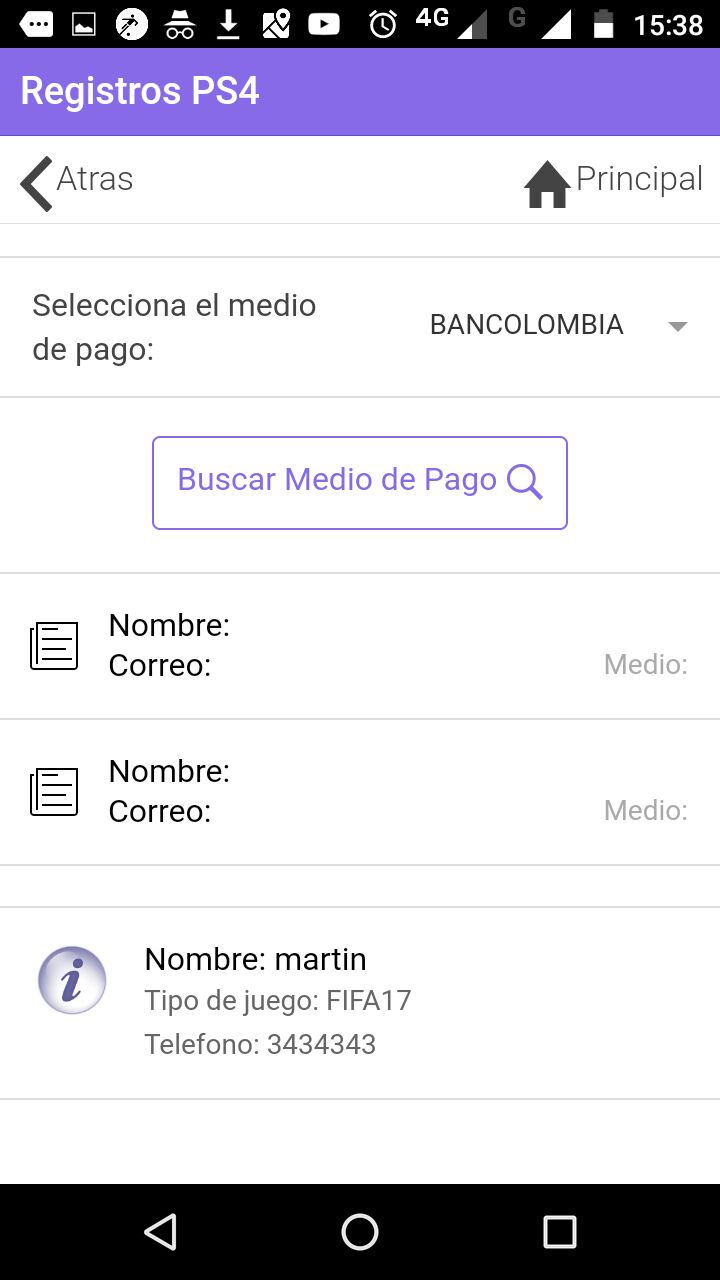 4G G 15:38
Registros PS4
Atras Principal
Selecciona el medio
de pago:
BANCOLOMBIA
Buscar Medio de Pago
Nombre:
Correo:
Medio:
Nombre:
Correo:
Medio:
i
Nombre: martin
Tipo de juego: FIFA17
Telefono: 3434343